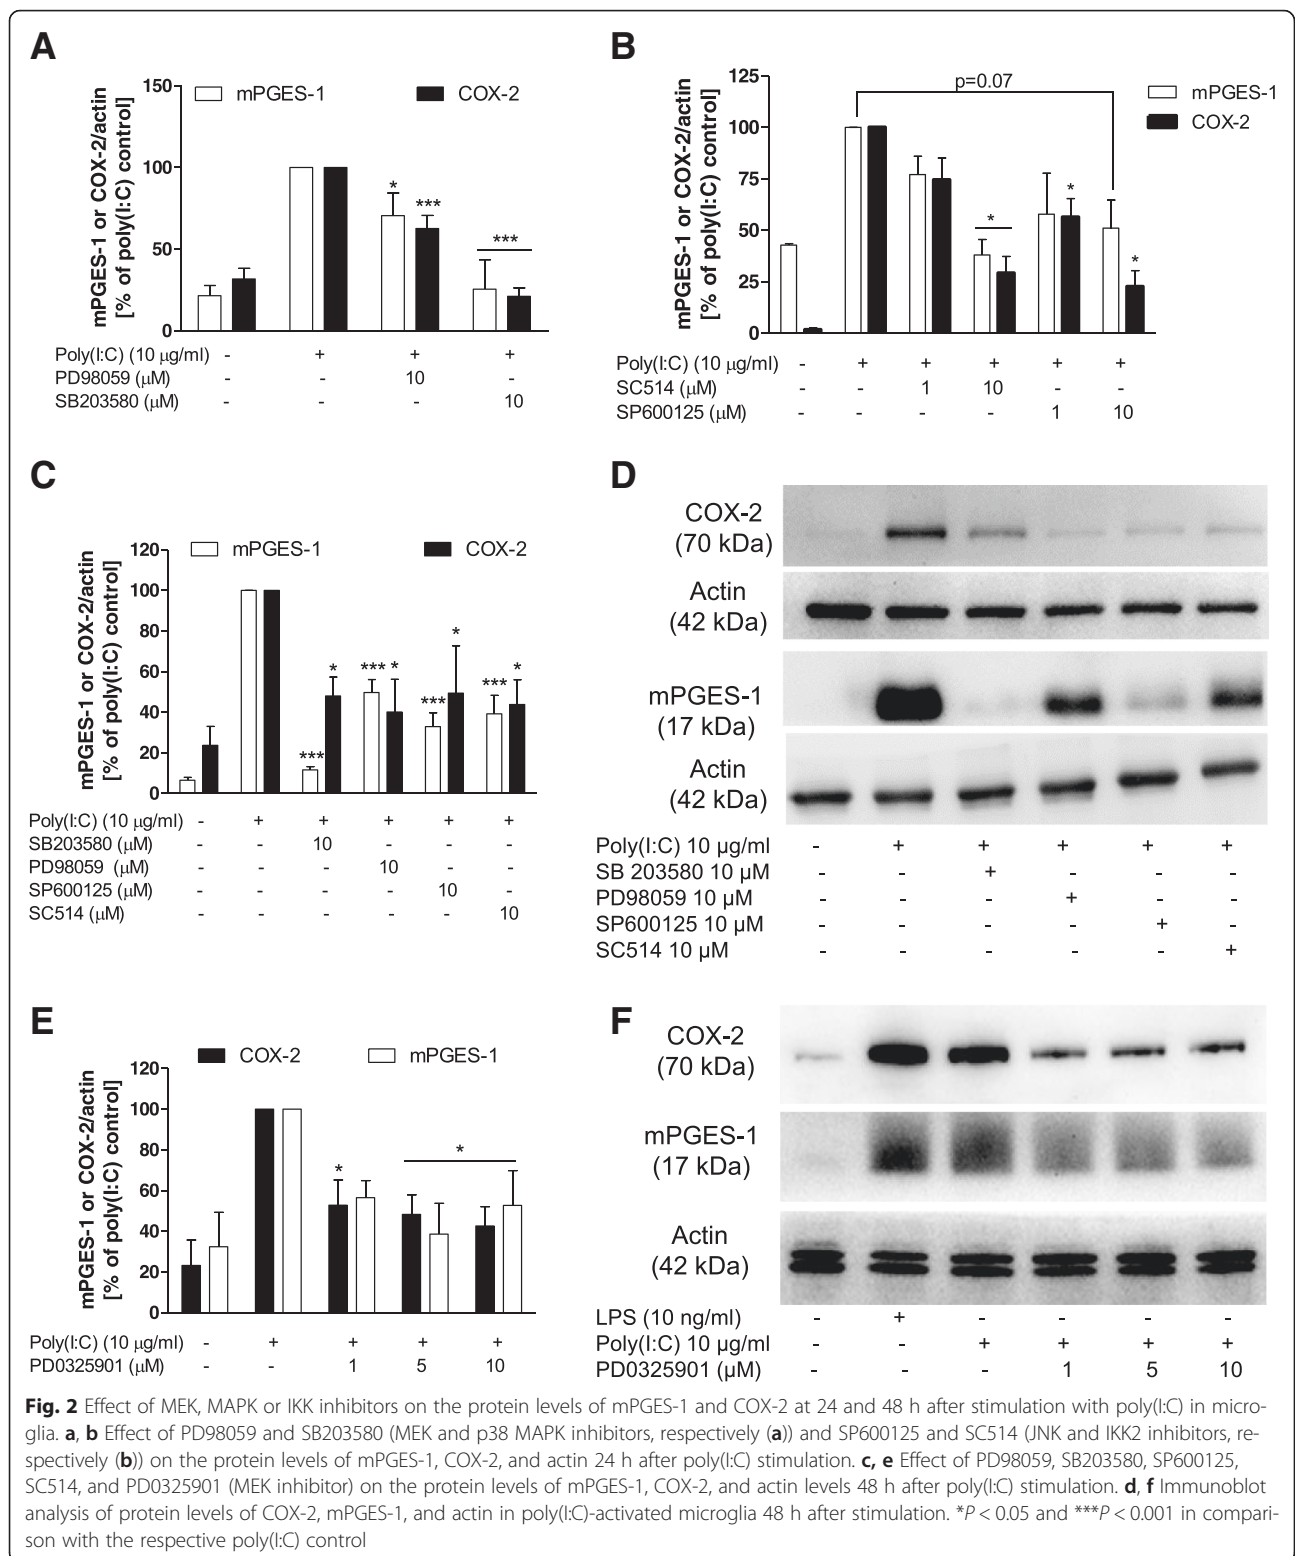 A
mPGES-1 COX-2
mPGES-1 or COX-2/actin
[% of poly(I:C) control]
150
100
50
0
* *** ***
Poly(I:C) (10 µg/ml) - + + +
PD98059 (µM) - - 10 -
SB203580 (µM) - - - 10
B
mPGES-1
COX-2
p=0.07
mPGES-1 or COX-2/actin
[% of poly(I:C) control]
125
100
75
50
25
0
* * *
Poly(I:C) (10 µg/ml) - + + + + +
SC514 (µM) - - 1 10 - -
SP600125 (µM) - - - - 1 10
C
mPGES-1 COX-2
mPGES-1 or COX-2/actin
[% of poly(I:C) control]
120
100
80
60
40
20
0
*** * *** * *** * *** *
Poly(I:C) (10 µg/ml) - + + + + +
SB203580 (µM) - - 10 - - -
PD98059 (µM) - - - 10 - -
SP600125 (µM) - - - - 10 -
SC514 (µM) - - - - - 10
D
COX-2
(70 kDa)
Actin
(42 kDa)
mPGES-1
(17 kDa)
Actin
(42 kDa)
Poly(I:C) 10 µg/ml - + + + + +
SB 203580 10 µM - - + - - -
PD98059 10 µM - - - + - -
SP600125 10 µM - - - - + -
SC514 10 µM - - - - - +
E
COX-2 mPGES-1
mPGES-1 or COX-2/actin
[% of poly(I:C) control]
120
100
80
60
40
20
0
* *
Poly(I:C) (10 µg/ml) - + + + +
PD0325901 (µM) - - 1 5 10
F
COX-2
(70 kDa)
mPGES-1
(17 kDa)
Actin
(42 kDa)
LPS (10 ng/ml) - + - - - -
Poly(I:C) 10 µg/ml - - + + + +
PD0325901 (µM) - - - 1 5 10
Fig. 2 Effect of MEK, MAPK or IKK inhibitors on the protein levels of mPGES-1 and COX-2 at 24 and 48 h after stimulation with poly(I:C) in micro-
glia. a, b Effect of PD98059 and SB203580 (MEK and p38 MAPK inhibitors, respectively (a)) and SP600125 and SC514 (JNK and IKK2 inhibitors, re-
spectively (b)) on the protein levels of mPGES-1, COX-2, and actin 24 h after poly(I:C) stimulation. c, e Effect of PD98059, SB203580, SP600125,
SC514, and PD0325901 (MEK inhibitor) on the protein levels of mPGES-1, COX-2, and actin levels 48 h after poly(I:C) stimulation. d, f Immunoblot
analysis of protein levels of COX-2, mPGES-1, and actin in poly(I:C)-activated microglia 48 h after stimulation. *P < 0.05 and ***P < 0.001 in compari-
son with the respective poly(I:C) control